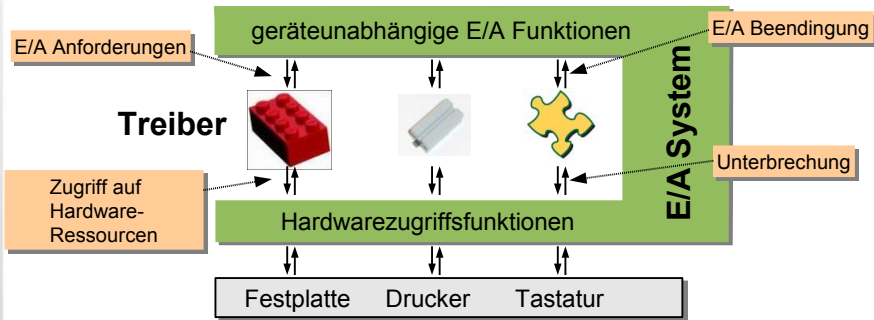 geräteunabhängige E/A Funktionen
E/A Anforderungen
E/A Beendingung
Treiber
E/A System
Unterbrechung
Zugriff auf
Hardware-
Ressourcen
Hardwarezugriffsfunktionen
Festplatte Drucker Tastatur